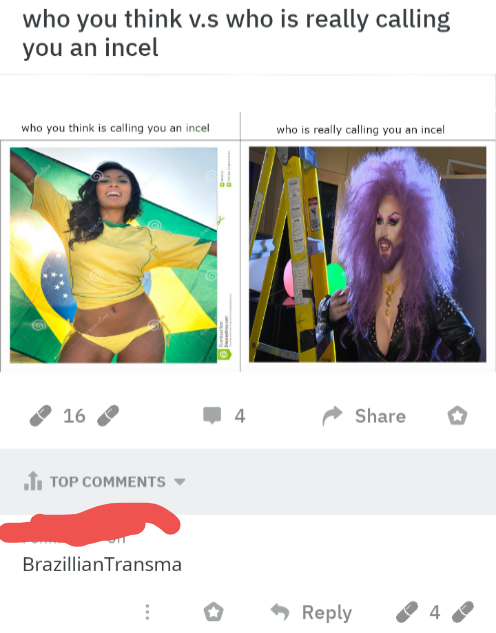 who you think v.s who is really calling
you an incel
who you think is calling you an incel
who is really calling you an incel
16
4
Share
TOP COMMENTS
BrazillianTransma
Reply
4